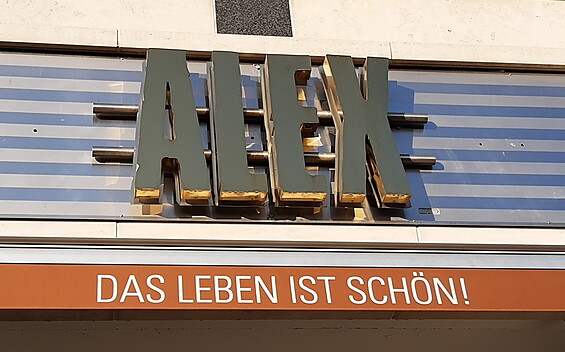 ALEX
DAS LEBEN IST SCHÖN!